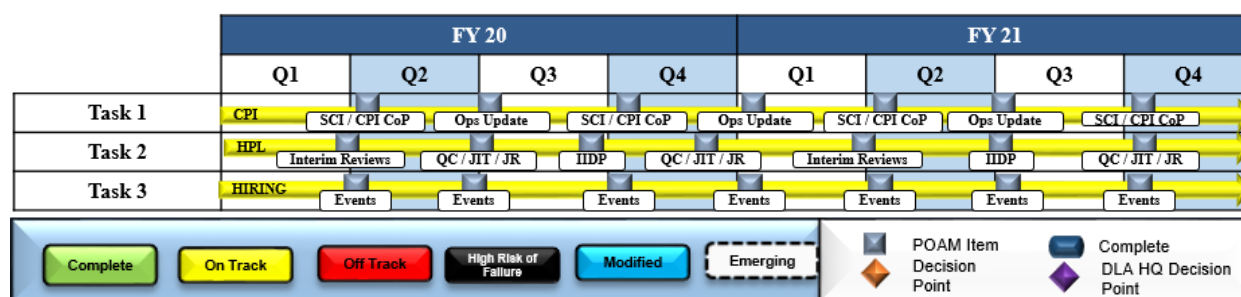 FY 20 FY 21
Q1 Q2 Q3 Q4 Q1 Q2 Q3 Q4
Task 1 CPI
SCI / CPI CoP Ops Update SCI / CPI CoP Ops Update SCI / CPI CoP Ops Update SCI / CPI CoP
Task 2 HPL
Interim Reviews QC / JIT / JR IIDP QC / JIT / JR Interim Reviews IIDP QC / JIT / JR
Task 3 HIRING
Events Events Events Events Events Events Events
Complete On Track Off Track High Risk of Failure Modified Emerging
POAM Item Complete
Decision Point DLA HQ Decision Point